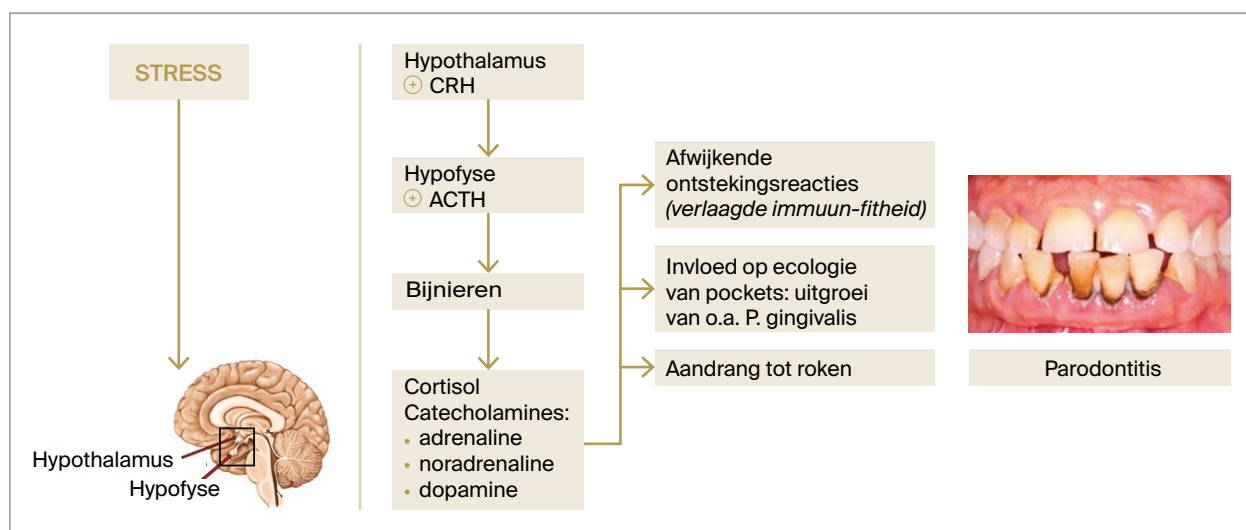 STRESS
Hypothalamus
Hypofyse
Hypothalamus
⊕ CRH
Hypofyse
⊕ ACTH
Bijnieren
Cortisol
Catecholamines:
• adrenaline
• noradrenaline
• dopamine
Afwijkende
ontstekingsreacties
(verlaagde immuun-fitheid)
Invloed op ecologie
van pockets: uitgroei
van o.a. P. gingivalis
Aandrang tot roken
Parodontitis